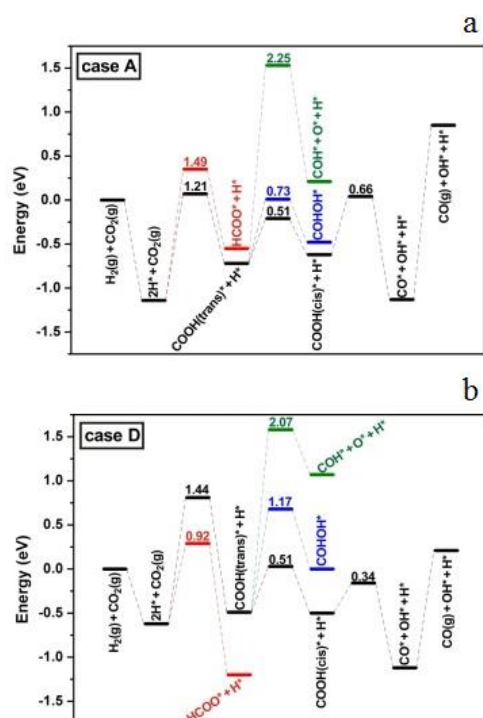 a
case A
Energy (eV)
1.5
1.0
0.5
0.0
-0.5
-1.0
-1.5
H₂(g) + CO₂(g)
2H* + CO₂(g)
1.49
1.21
HCOO* + H*
COOH(trans)* + H*
2.25
0.73
0.51
COH* + O* + H*
COHOH*
COOH(cis)* + H*
0.66
CO* + OH* + H*
CO(g) + OH* + H*
b
case D
Energy (eV)
1.5
1.0
0.5
0.0
-0.5
-1.0
-1.5
H₂(g) + CO₂(g)
2H* + CO₂(g)
1.44
0.92
COOH(trans)* + H*
HCOO* + H*
2.07
1.17
0.51
COH* + O* + H*
COHOH*
COOH(cis)* + H*
0.34
CO* + OH* + H*
CO(g) + OH* + H*